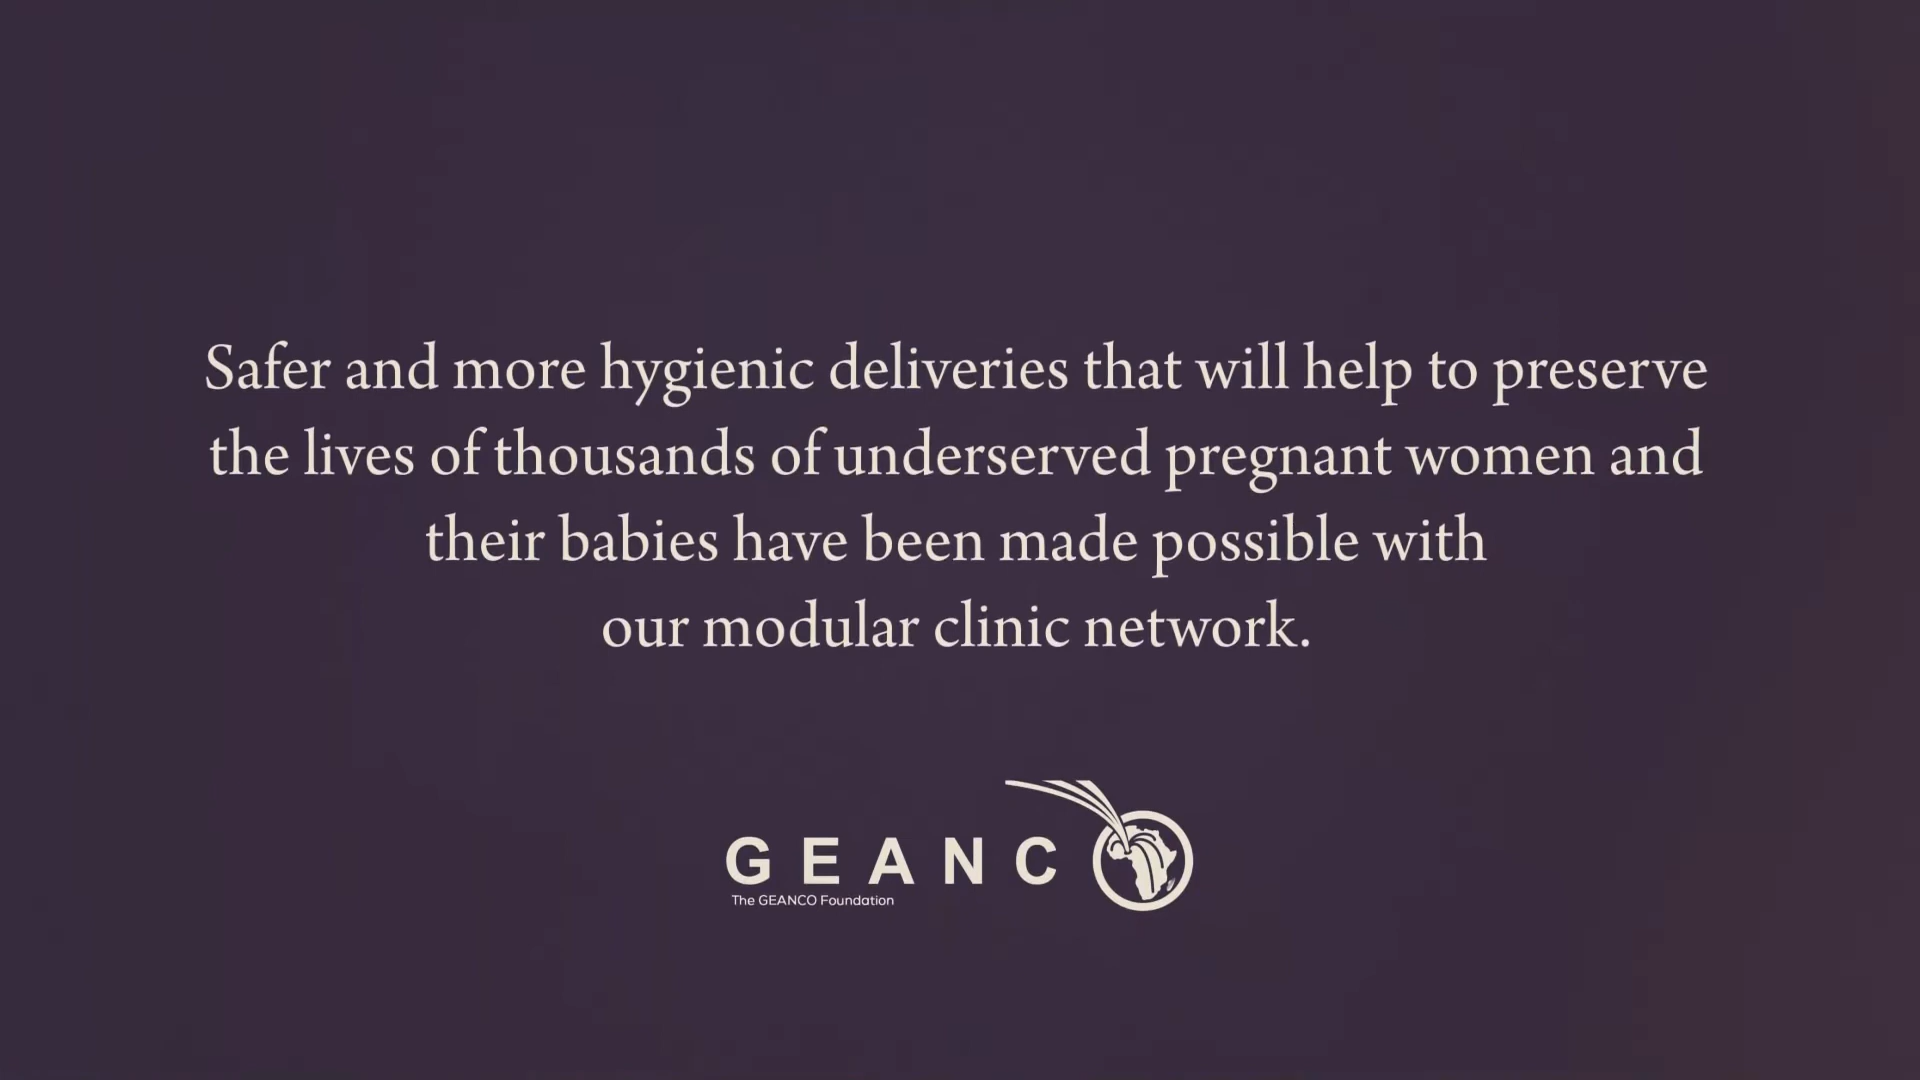 Safer and more hygienic deliveries that will help to preserve
the lives of thousands of underserved pregnant women and
their babies have been made possible with
our modular clinic network.
GEANC
The GEANCO Foundation